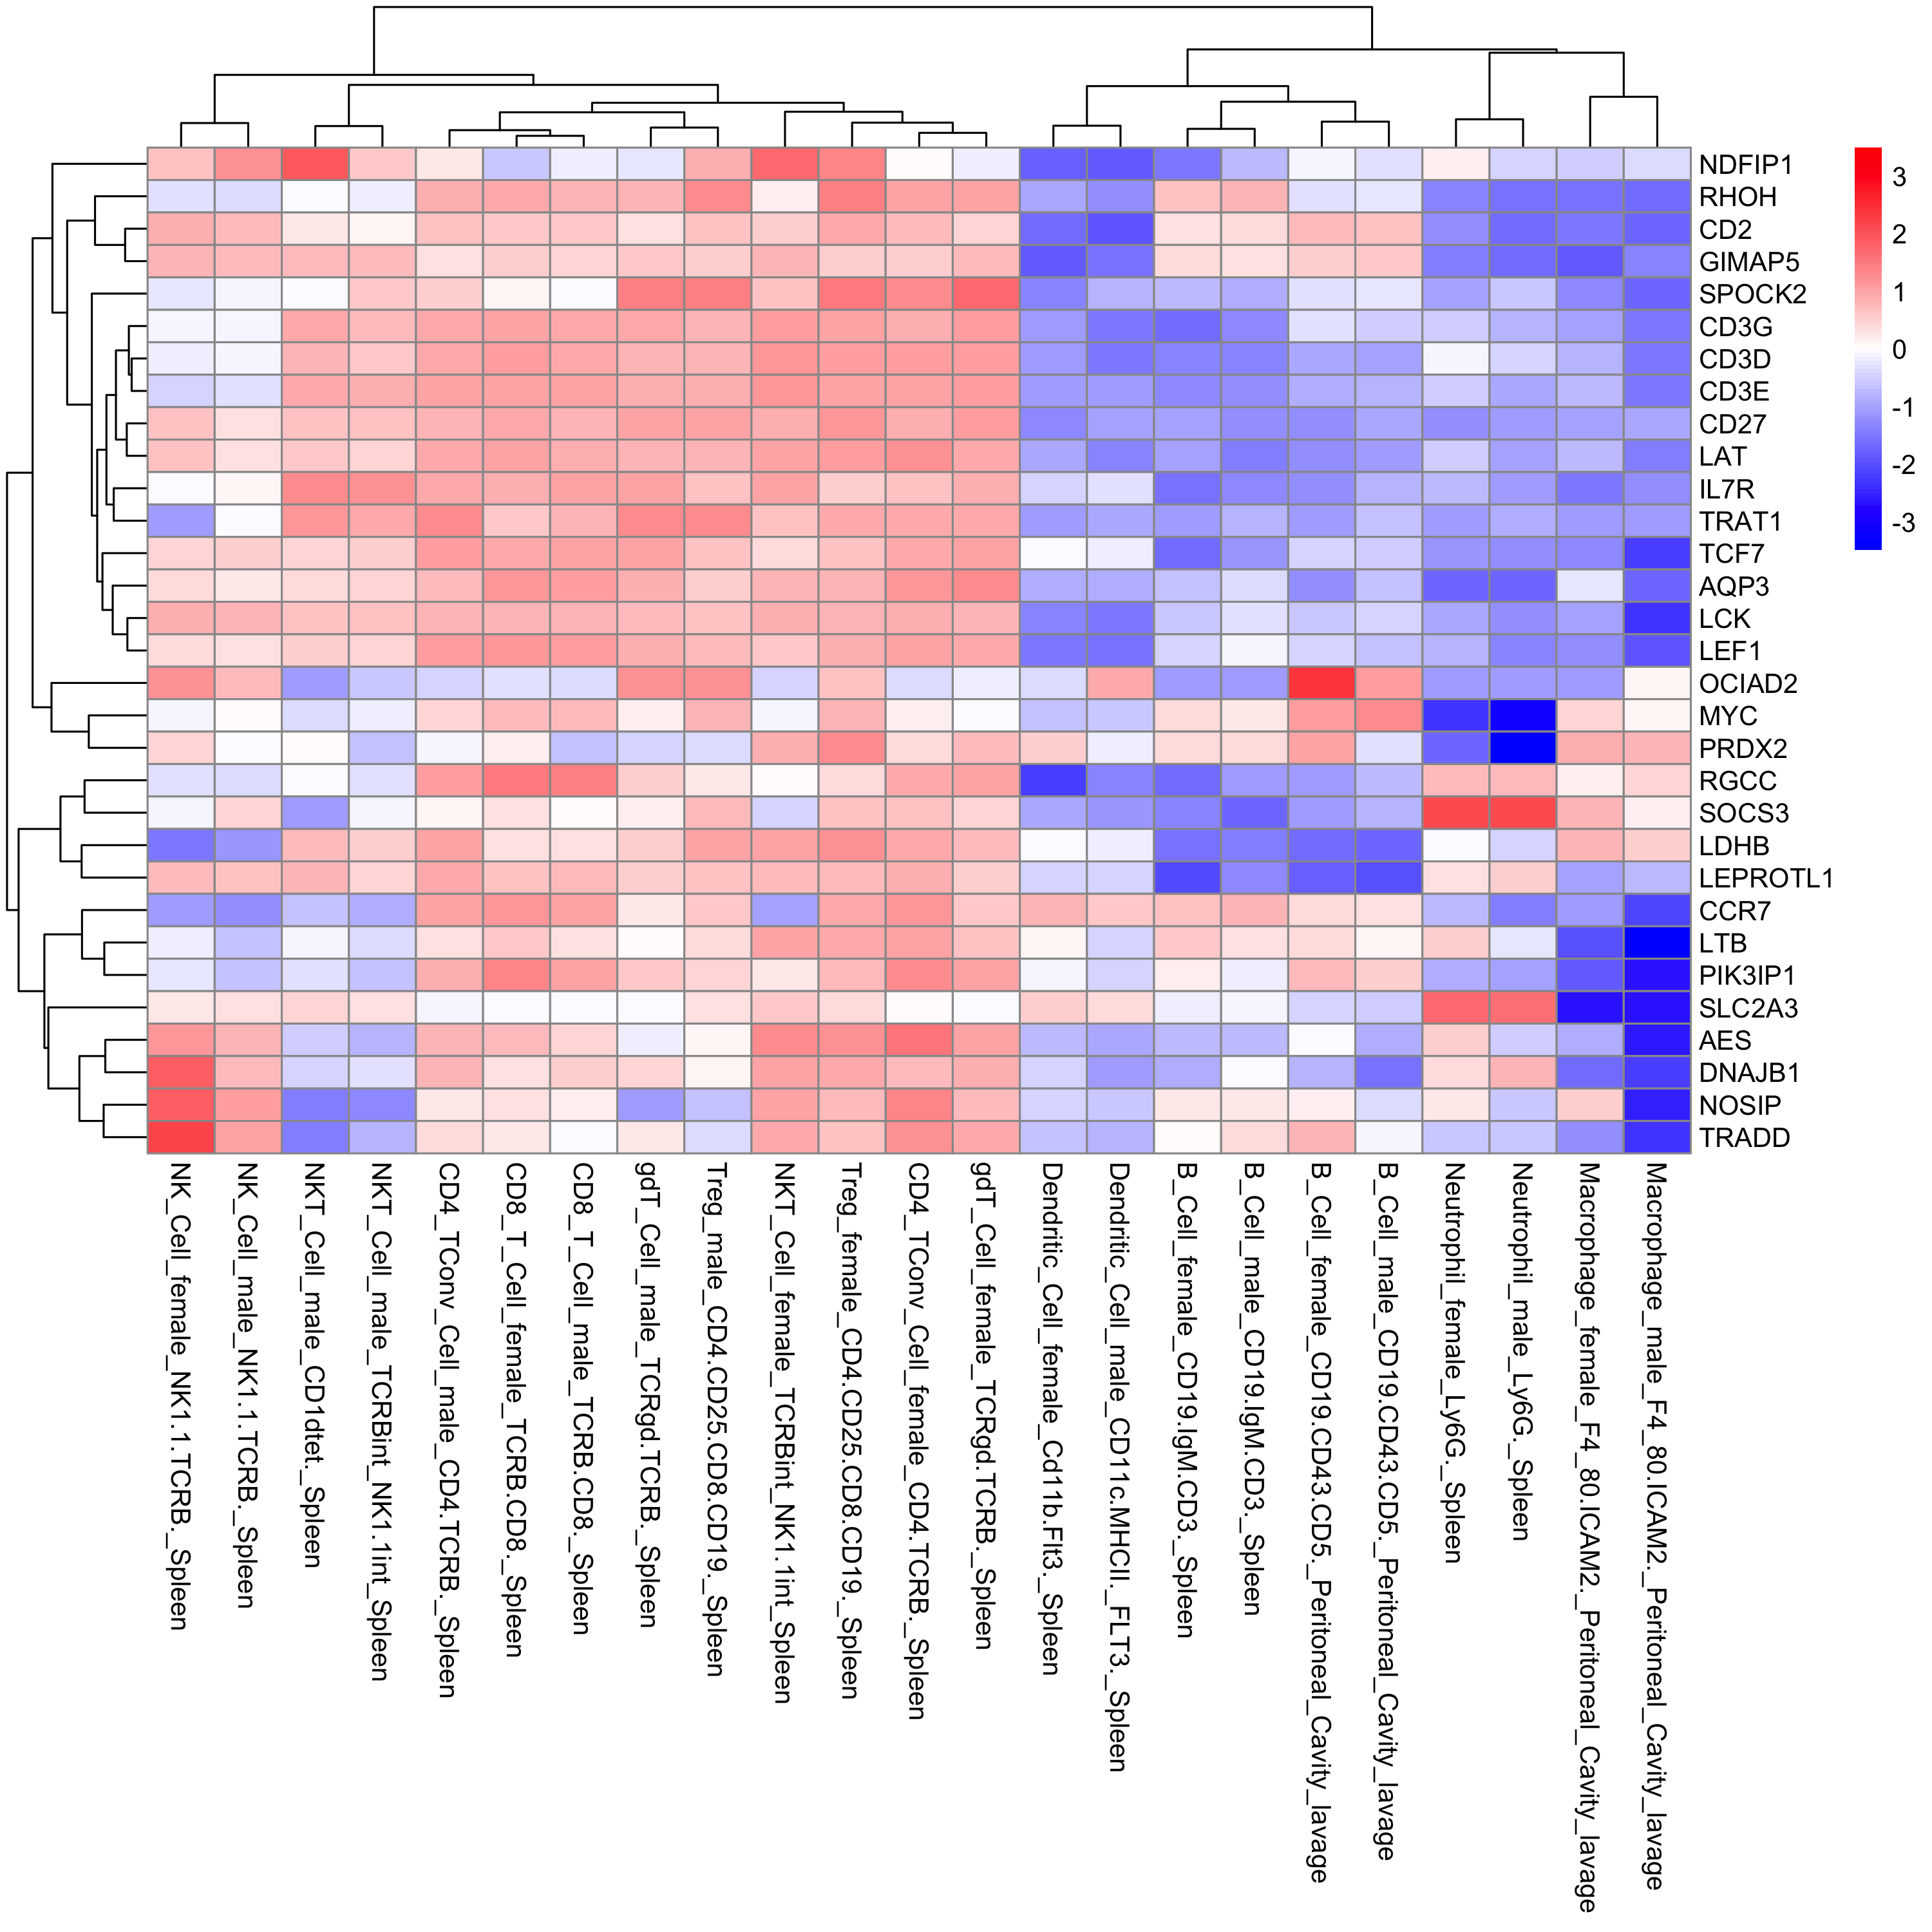 NDFIP1
RHOH
CD2
GIMAP5
SPOCK2
CD3G
CD3D
CD3E
CD27
LAT
IL7R
TRAT1
TCF7
AQP3
LCK
LEF1
OCIAD2
MYC
PRDX2
RGCC
SOCS3
LDHB
LEPROTL1
CCR7
LTB
PIK3IP1
SLC2A3
AES
DNAJB1
NOSIP
TRADD
3
2
1
0
-1
-2
-3
NK_Cell_female_NK1.1.TCRB._Spleen
NK_Cell_male_NK1.1.TCRB._Spleen
NKT_Cell_male_CD1dtet._Spleen
NKT_Cell_male_TCRBint_NK1.1int_Spleen
CD4_TConv_Cell_male_CD4.TCRB._Spleen
CD8_T_Cell_female_TCRB.CD8._Spleen
CD8_T_Cell_male_TCRB.CD8._Spleen
gdT_Cell_male_TCRgd.TCRB._Spleen
Treg_male_CD4.CD25.CD8.CD19._Spleen
NKT_Cell_female_TCRBint_NK1.1int_Spleen
Treg_female_CD4.CD25.CD8.CD19._Spleen
CD4_TConv_Cell_female_CD4.TCRB._Spleen
gdT_Cell_female_TCRgd.TCRB._Spleen
Dendritic_Cell_female_Cd11b.Flt3._Spleen
Dendritic_Cell_male_CD11c.MHCII._FLT3._Spleen
B_Cell_female_CD19.IgM.CD3._Spleen
B_Cell_male_CD19.IgM.CD3._Spleen
B_Cell_female_CD19.CD43.CD5._Peritoneal_Cavity_lavage
B_Cell_male_CD19.CD43.CD5._Peritoneal_Cavity_lavage
Neutrophil_female_Ly6G._Spleen
Neutrophil_male_Ly6G._Spleen
Macrophage_female_F4_80.ICAM2._Peritoneal_Cavity_lavage
Macrophage_male_F4_80.ICAM2._Peritoneal_Cavity_lavage